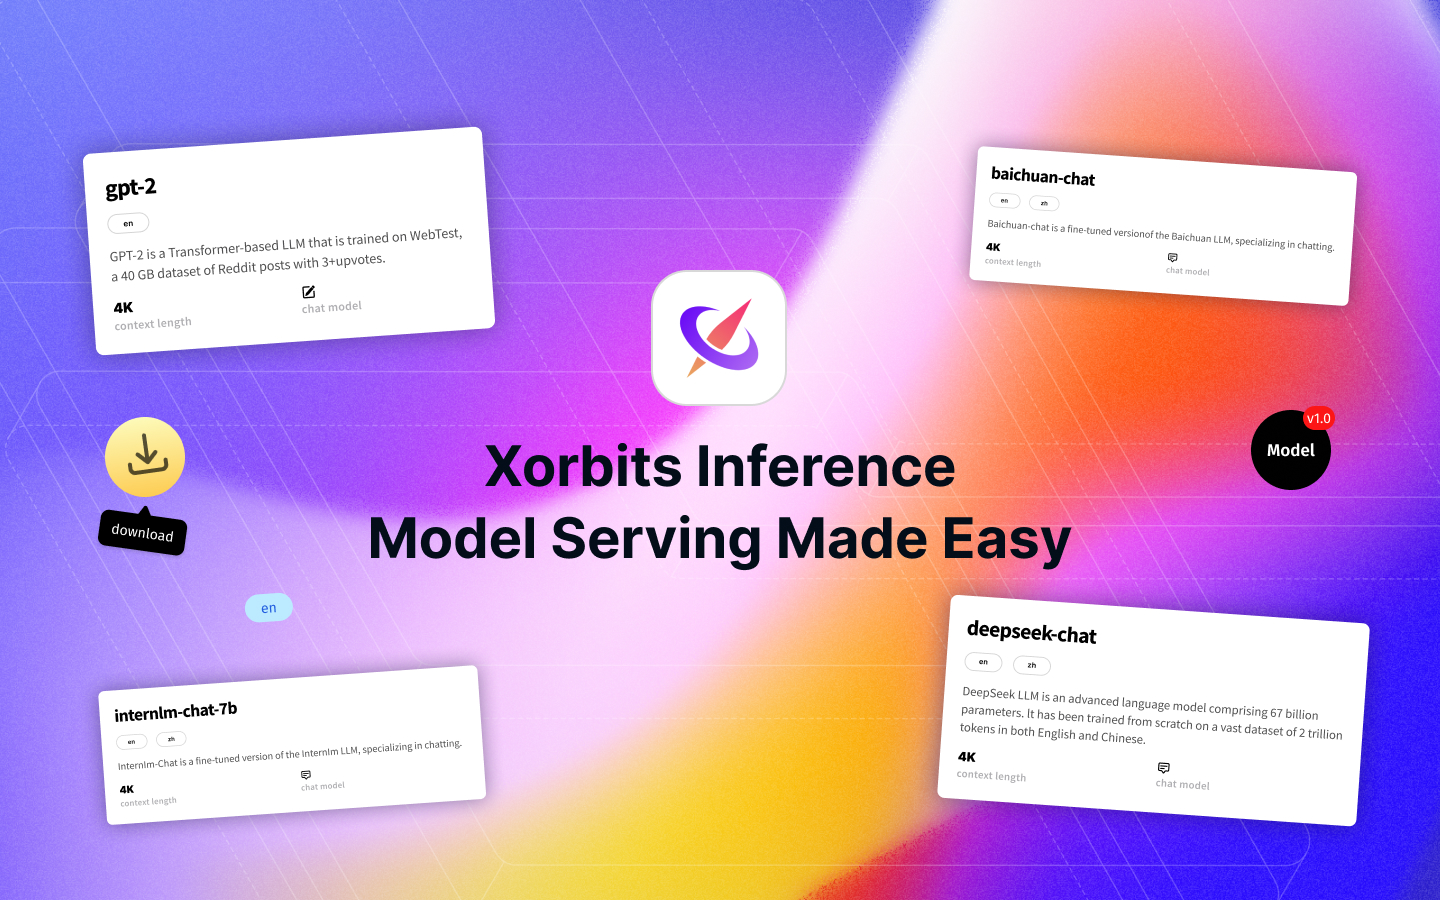 gpt-2
en
GPT-2 is a Transformer-based LLM that is trained on WebTest,
a 40 GB dataset of Reddit posts with 3+upvotes.
4K
context length
chat model
baichuan-chat
en
zh
Baichuan-chat is a fine-tuned versionof the Baichuan LLM, specializing in chatting.
4K
context length
chat model
Xorbits Inference
Model Serving Made Easy
v1.0
Model
download
en
internlm-chat-7b
en
zh
Internlm-Chat is a fine-tuned version of the Internlm LLM, specializing in chatting.
4K
context length
chat model
deepseek-chat
en
zh
DeepSeek LLM is an advanced language model comprising 67 billion
parameters. It has been trained from scratch on a vast dataset of 2 trillion
tokens in both English and Chinese.
4K
context length
chat model